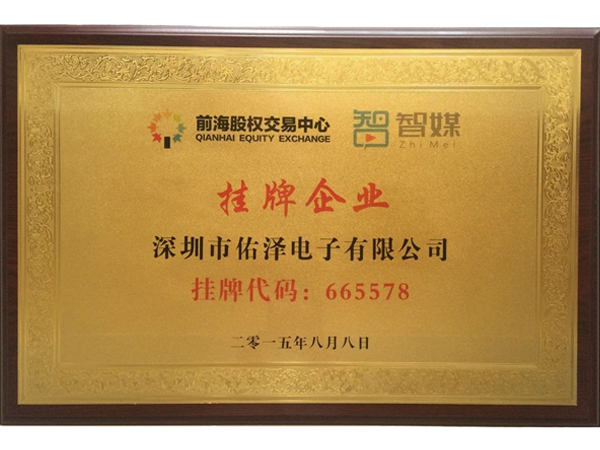 前海股权交易中心
QIANHAI EQUITY EXCHANGE
智 智媒
Zhi Mei
挂牌企业
深圳市佑泽电子有限公司
挂牌代码：665578
二零一五年八月八日